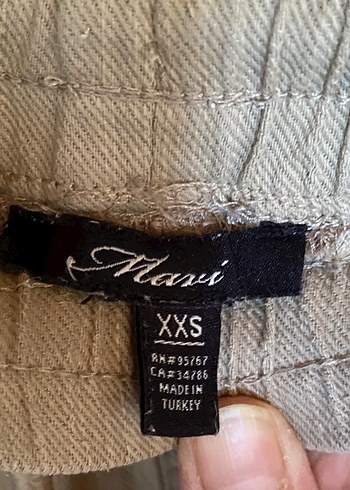 Mavi
XXS
RN#95767
CA#34786
MADE IN
TURKEY